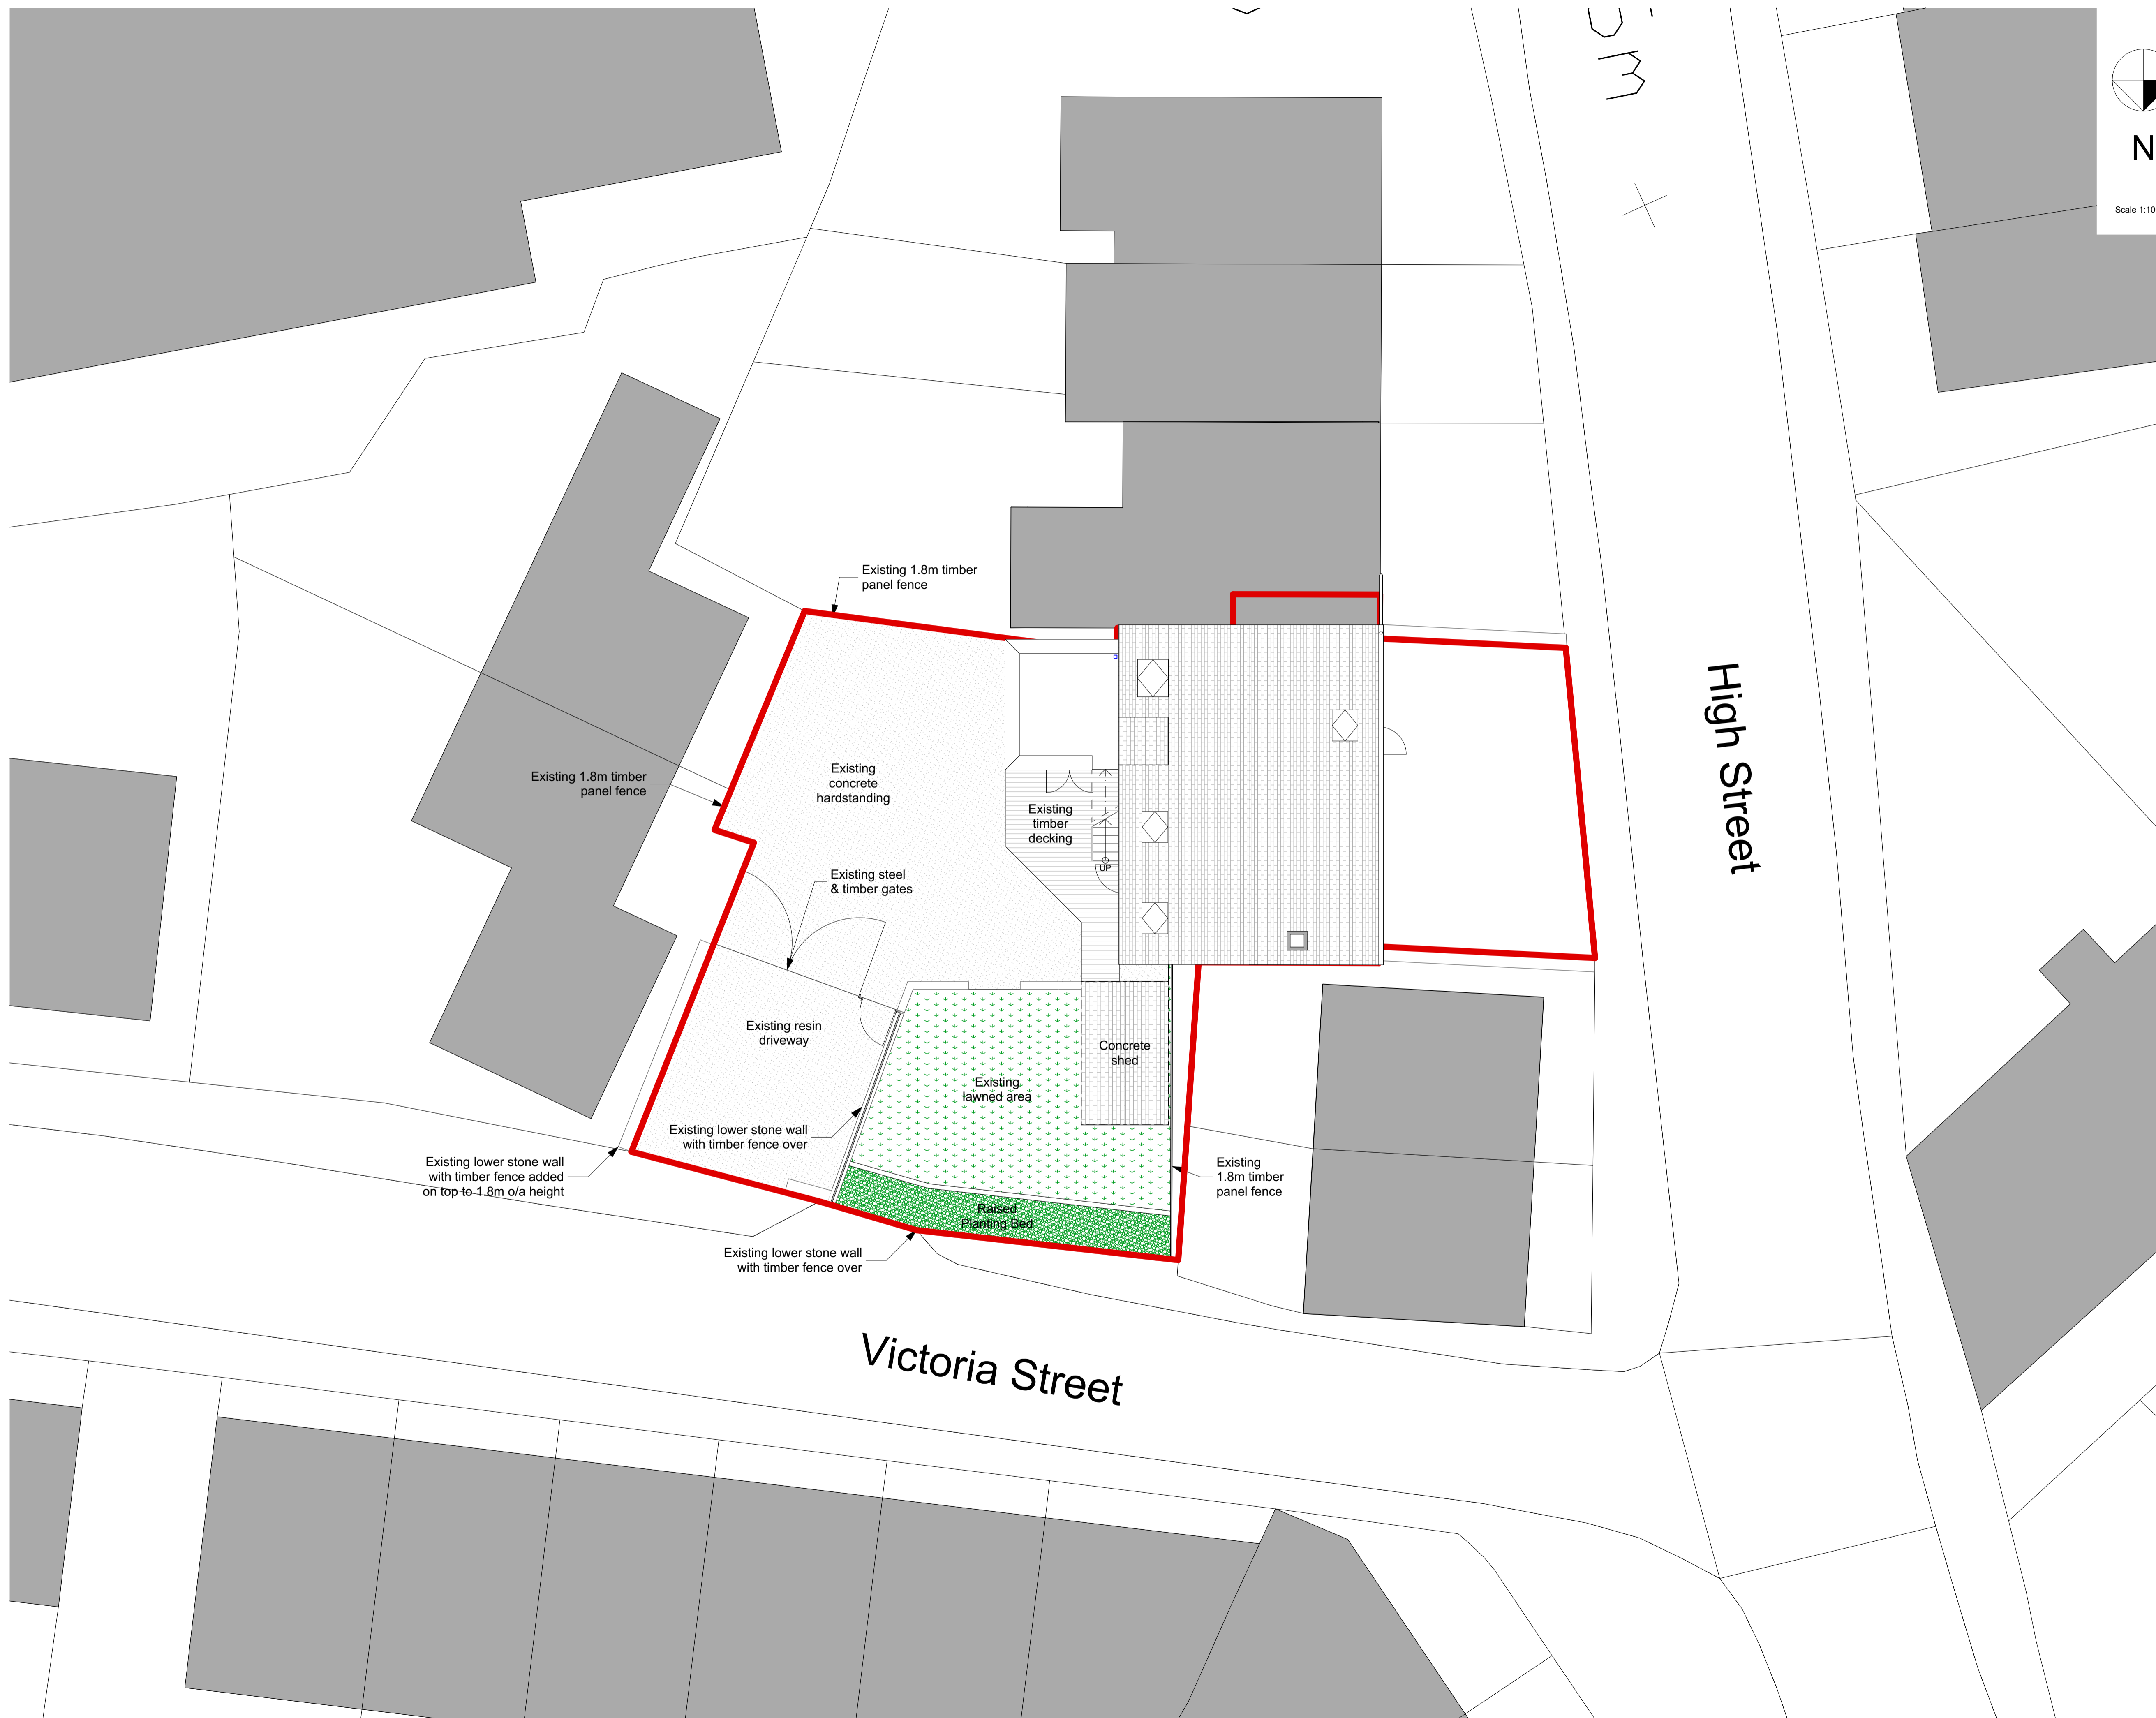 N
Scale 1:10
Existing 1.8m timber
panel fence
High Street
Existing
concrete
hardstanding
Existing 1.8m timber
panel fence
Existing
timber
decking
UP
Existing steel
& timber gates
Existing resin
driveway
Concrete
shed
Existing
lawned area
Existing lower stone wall
with timber fence over
Existing lower stone wall
with timber fence added
on top to 1.8m o/a height
Existing
1.8m timber
panel fence
Raised
Planting Bed
Existing lower stone wall
with timber fence over
Victoria Street